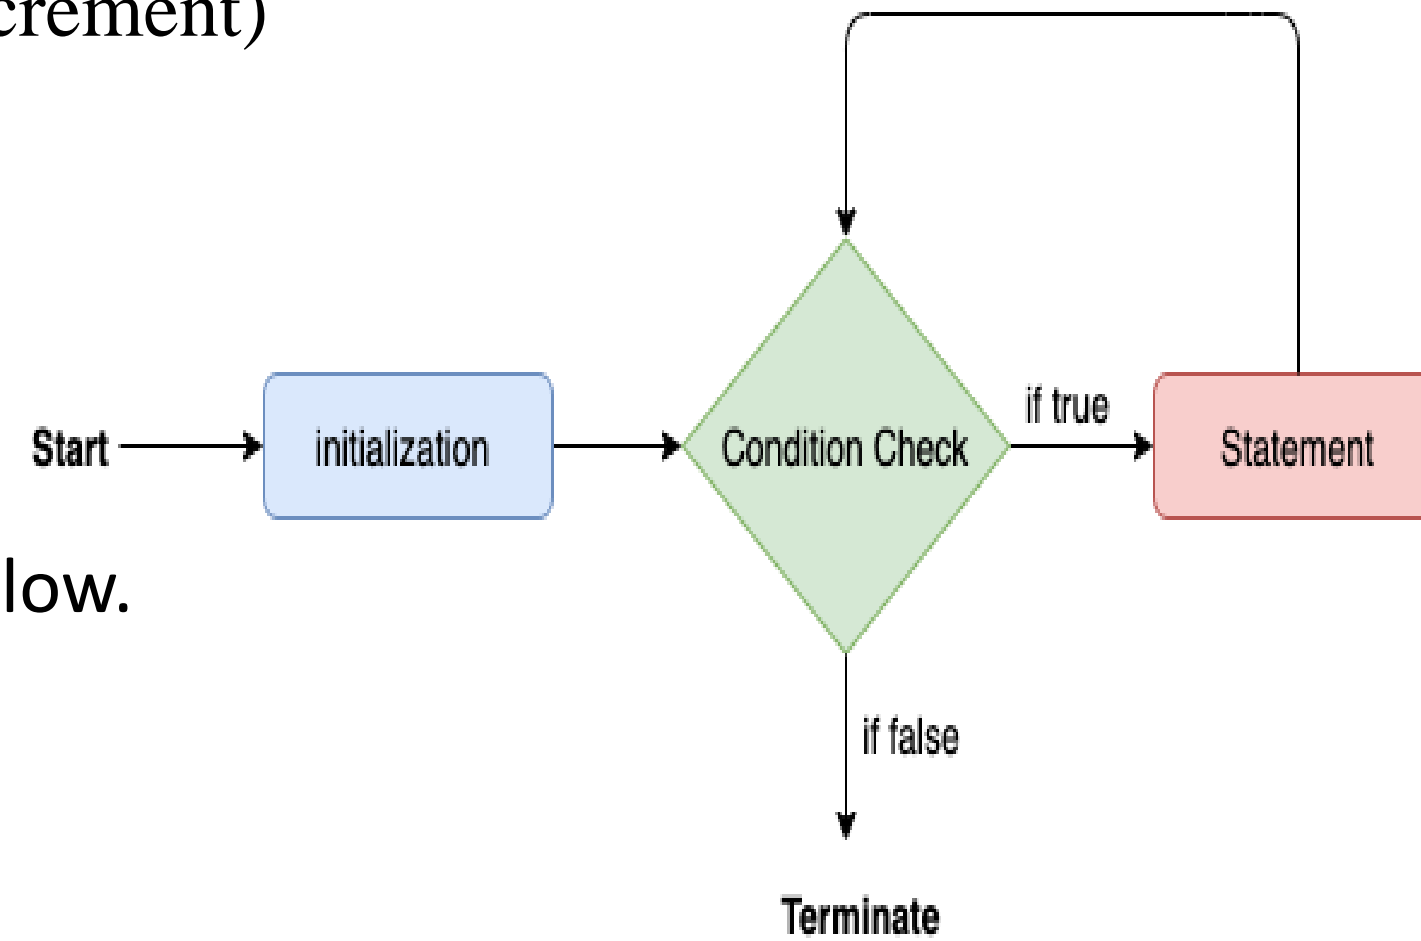 crement)
if true
Start
initialization
Condition Check
Statement
low.
if false
Terminate